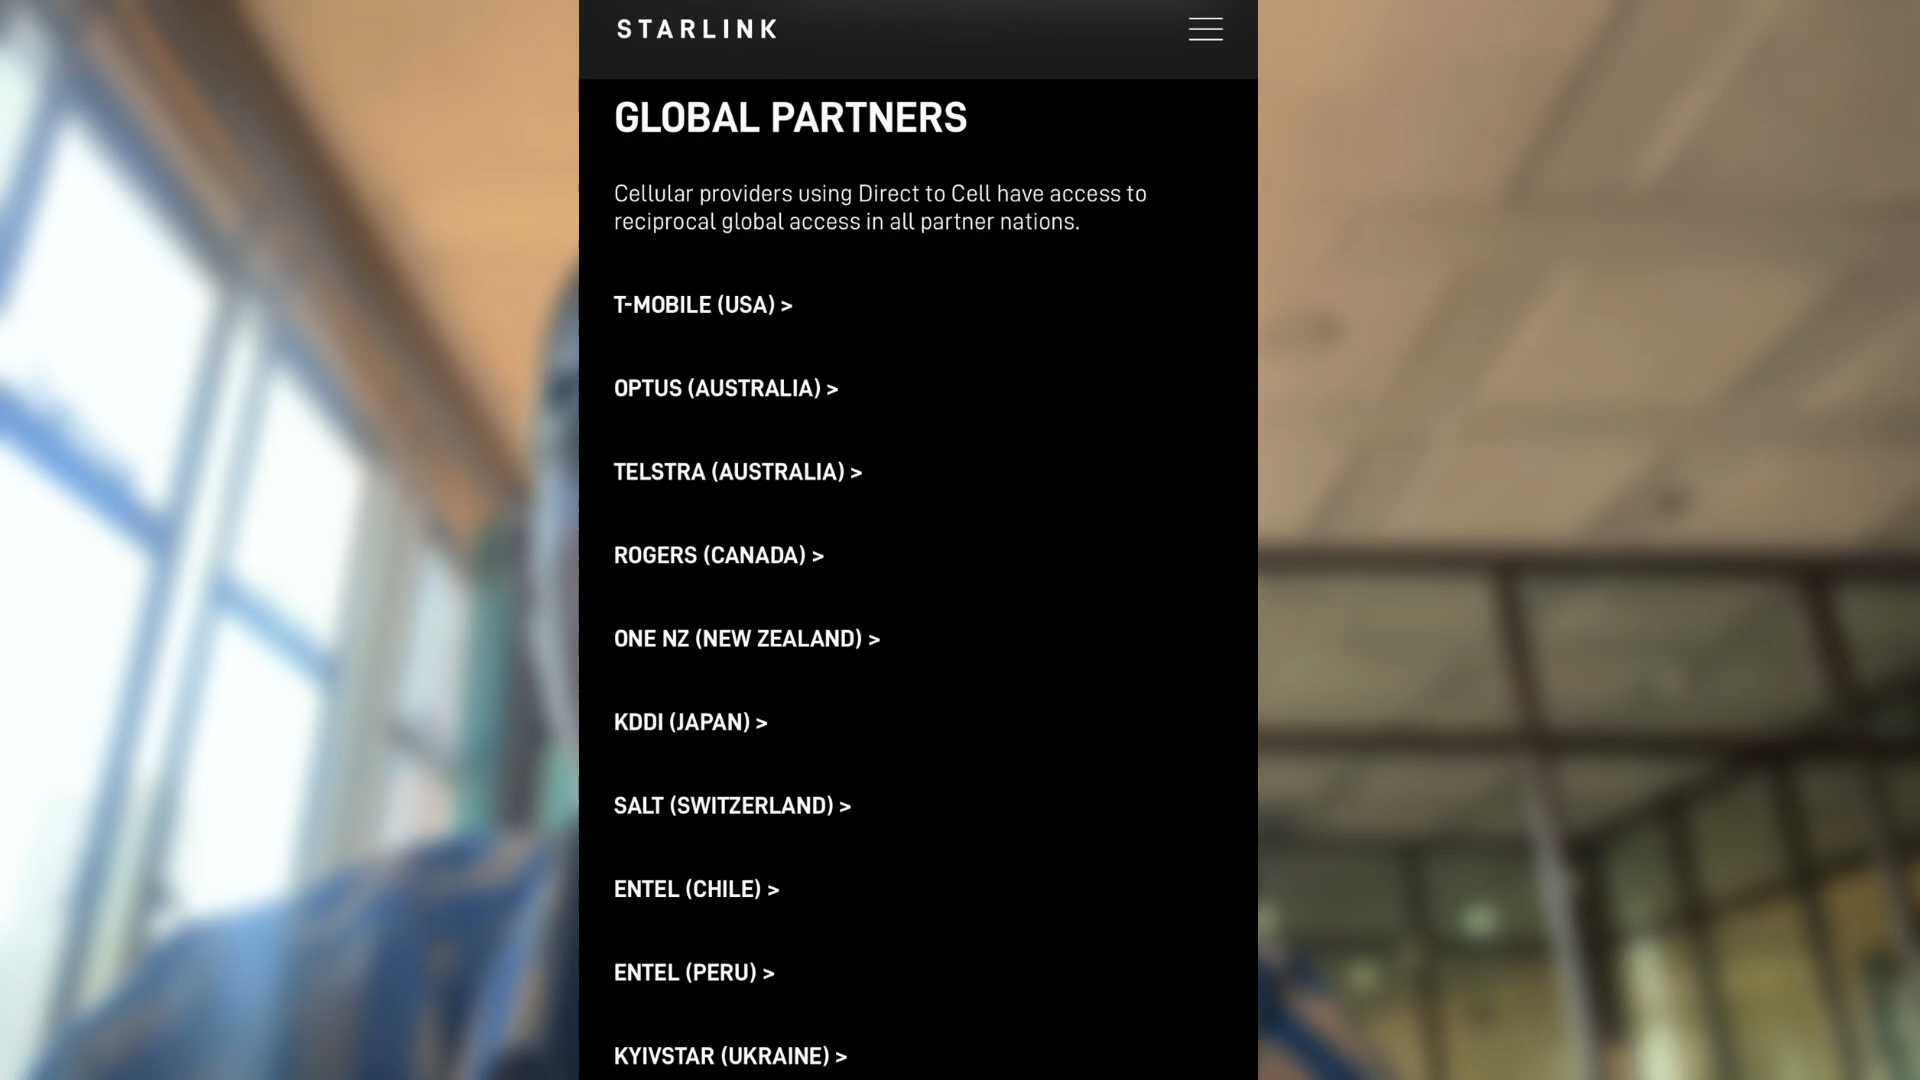 STARLINK
GLOBAL PARTNERS
Cellular providers using Direct to Cell have access to
reciprocal global access in all partner nations.
T-MOBILE (USA) >
OPTUS (AUSTRALIA) >
TELSTRA (AUSTRALIA) >
ROGERS (CANADA) >
ONE NZ (NEW ZEALAND) >
KDDI (JAPAN) >
SALT (SWITZERLAND) >
ENTEL (CHILE) >
ENTEL (PERU) >
KYIVSTAR (UKRAINE) >